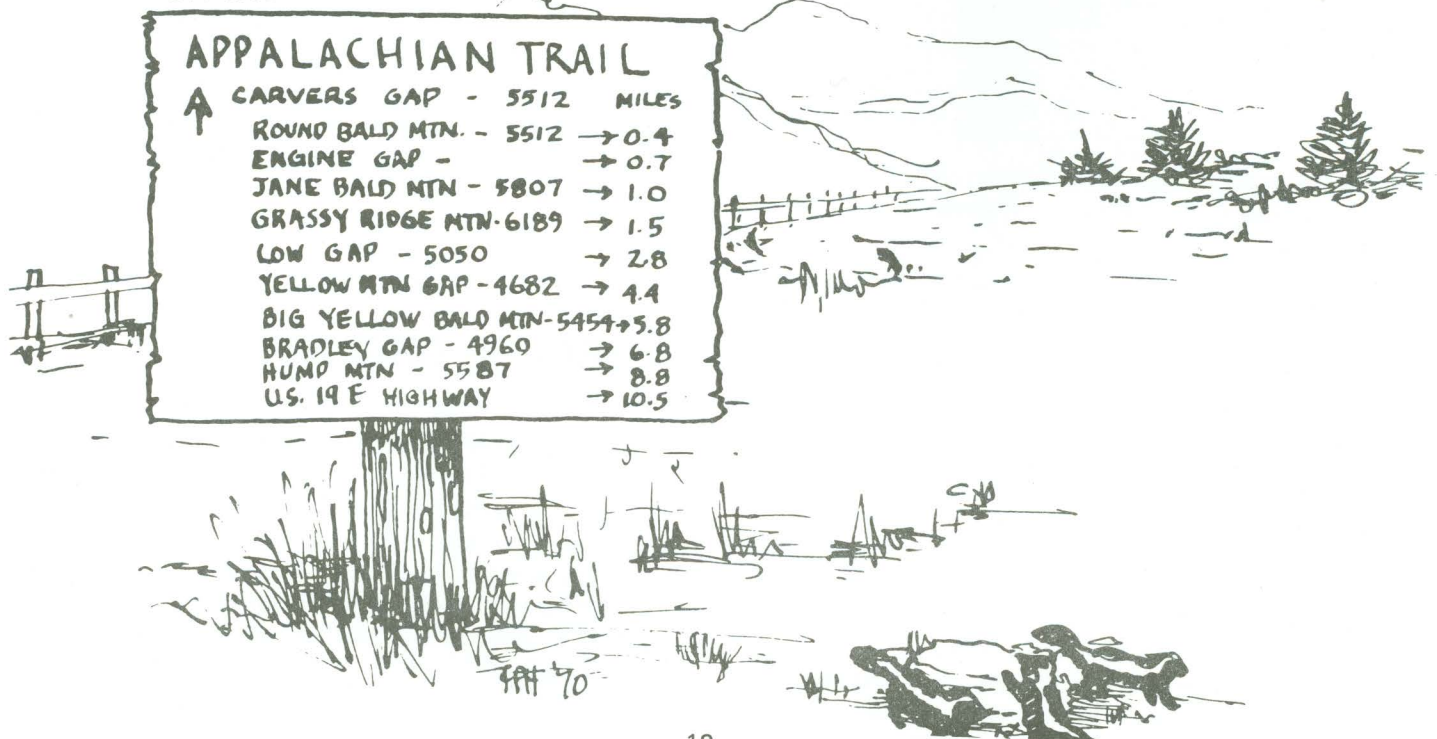 APPALACHIAN TRAIL
↑ CARVERS GAP - 5512 MILES
ROUND BALD MTN. - 5512 → 0.4
ENGINE GAP - → 0.7
JANE BALD MTN - 5807 → 1.0
GRASSY RIDGE MTN. 6189 → 1.5
LOW GAP - 5050 → 2.8
YELLOW MTN GAP - 4682 → 4.4
BIG YELLOW BALD MTN - 5454 → 5.8
BRADLEY GAP - 4960 → 6.8
HUMP MTN - 5587 → 8.8
U.S. 19 E HIGHWAY → 10.5
'70